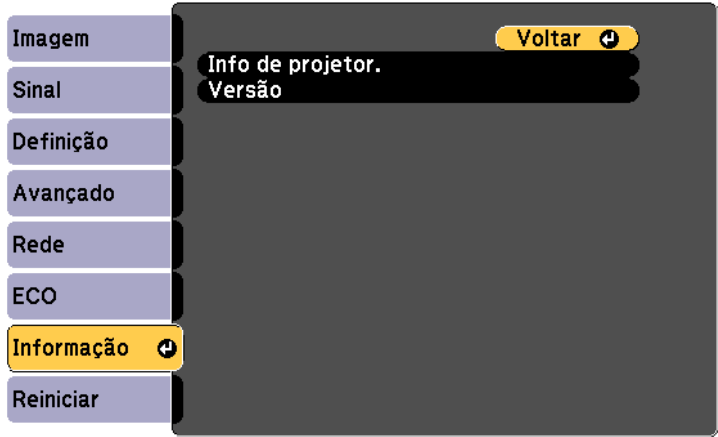 Imagem
Sinal
Definição
Avançado
Rede
ECO
Informação
Reiniciar
Voltar
Info de projetor.
Versão